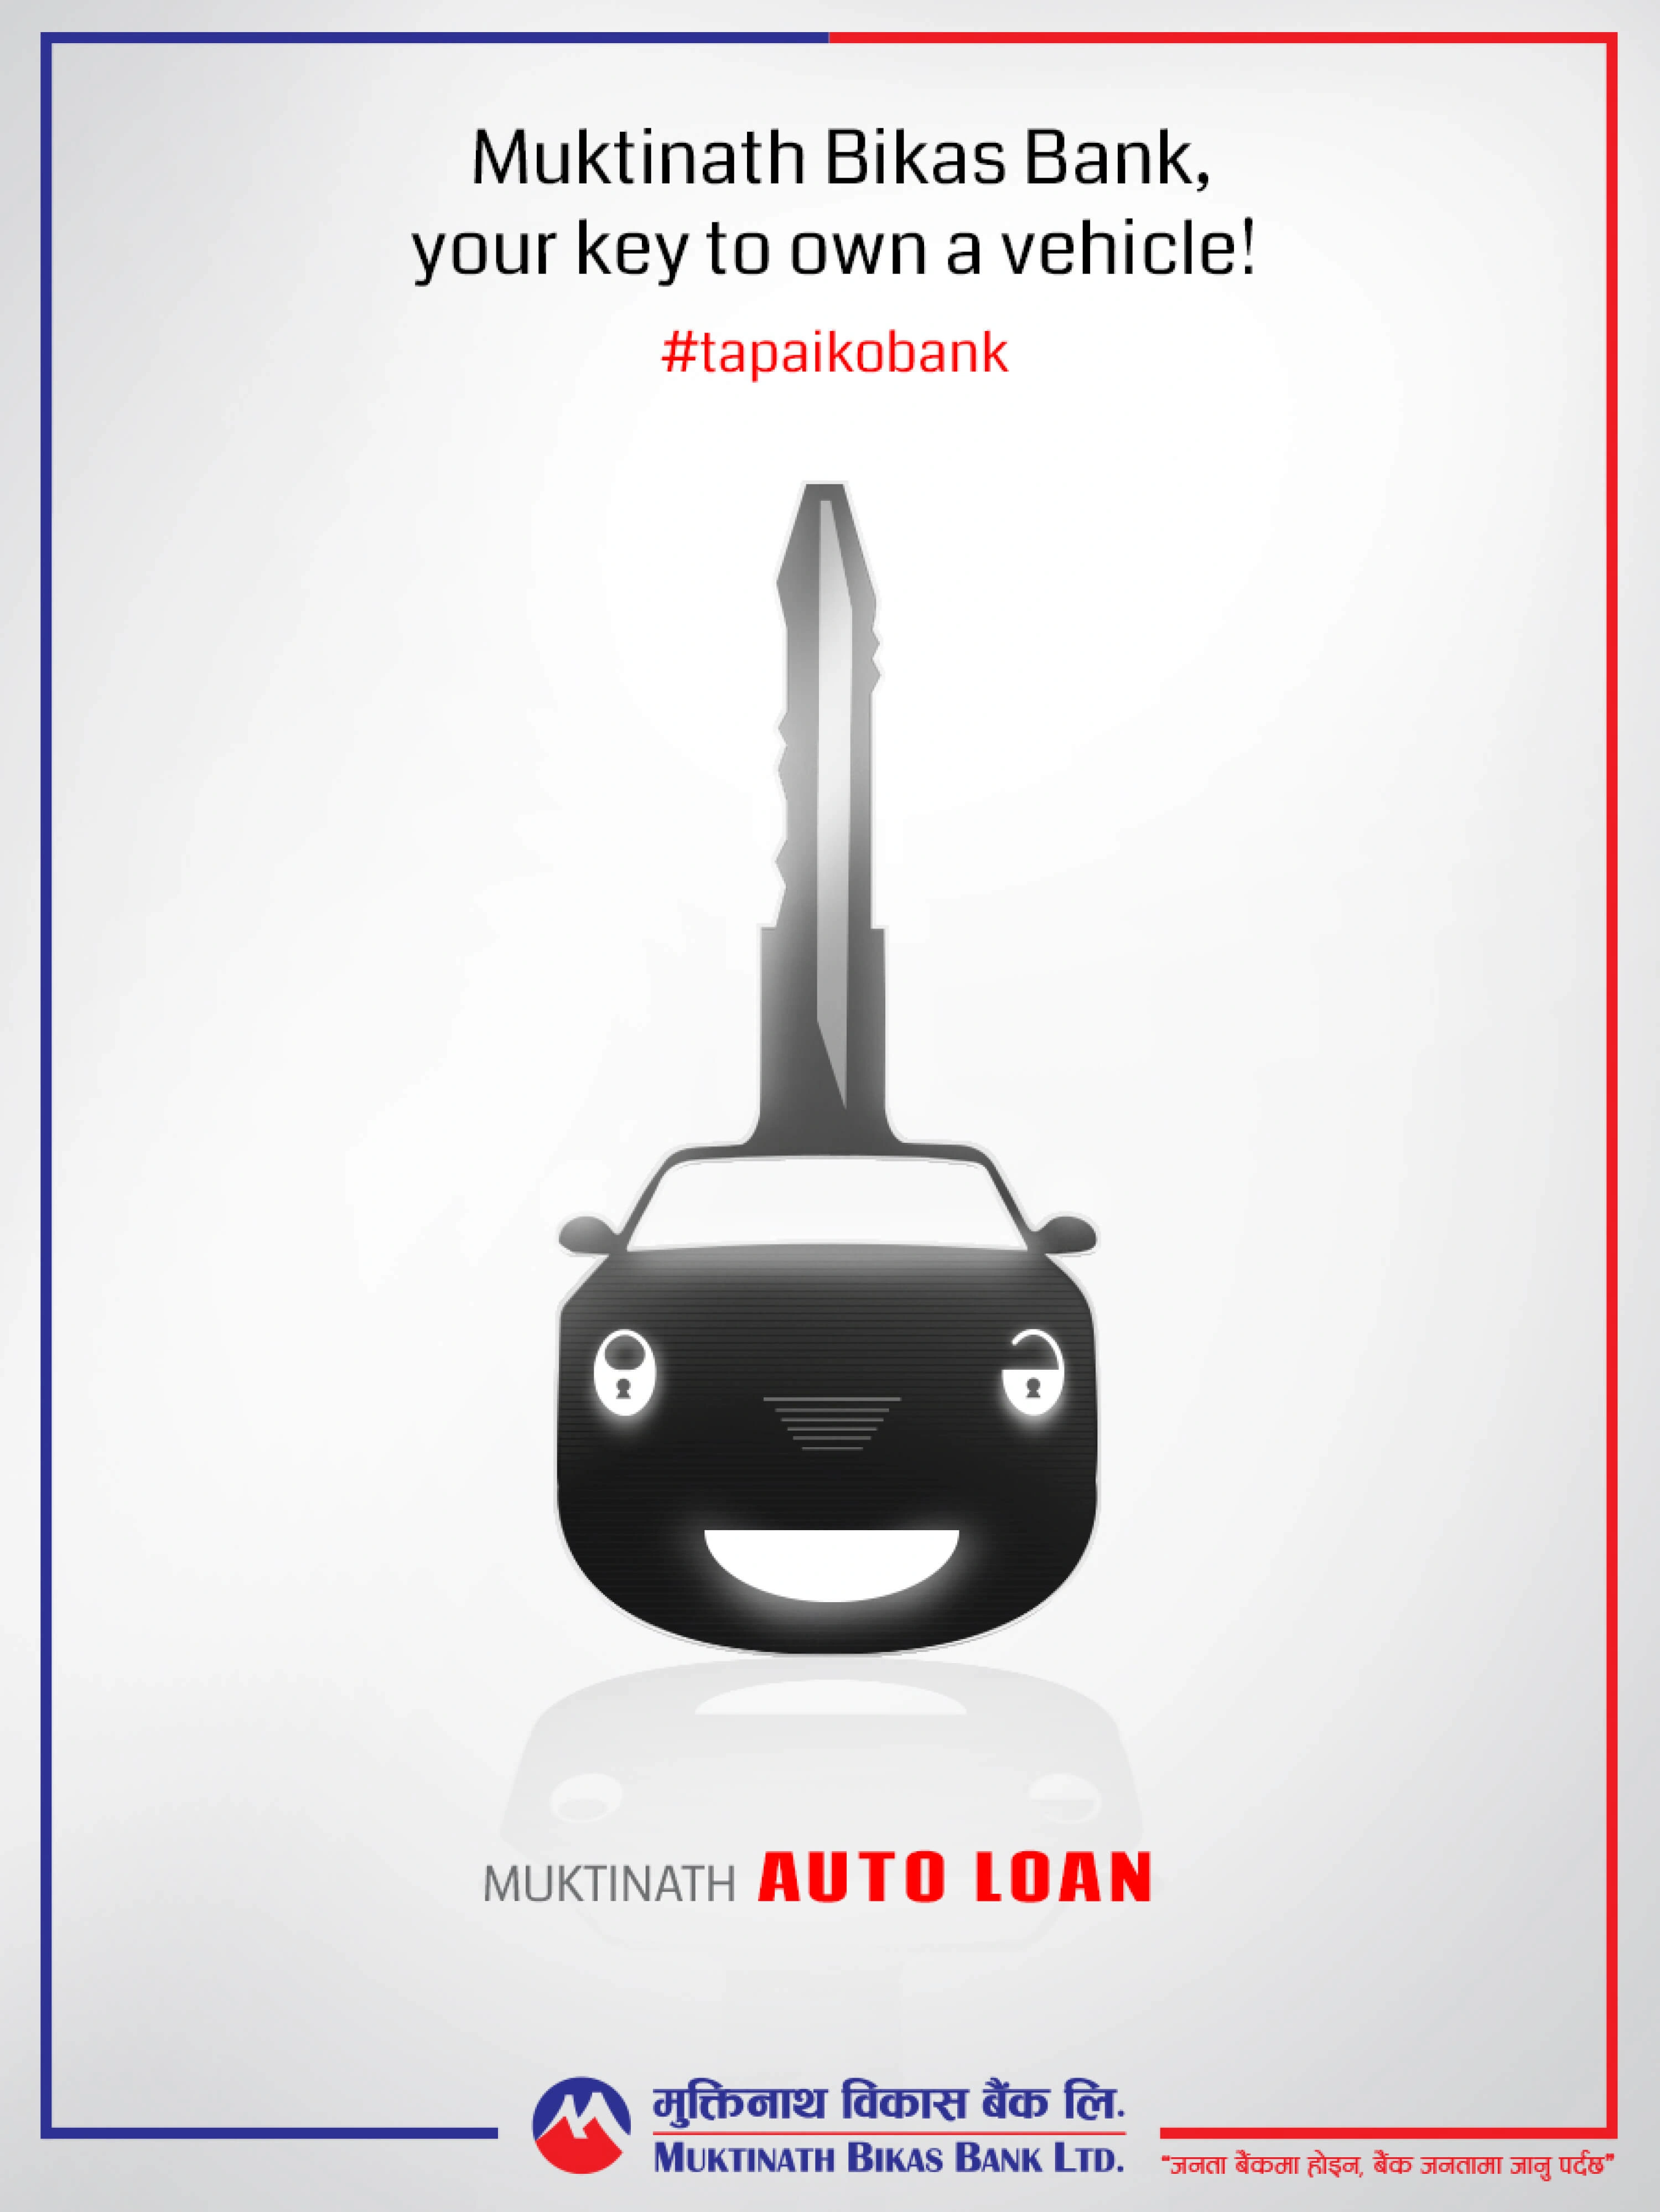 Muktinath Bikas Bank,
your key to own a vehicle!
#tapaikobank
MUKTINATH AUTO LOAN
मुक्तिनाथ विकास बैंक लि.
MUKTINATH BIKAS BANK LTD.
“जनता बैंकमा होइन, बैंक जनतामा जानु पर्दछ”